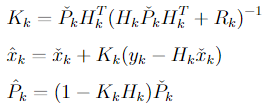 K_k = P̌_k H_k^T (H_k P̌_k H_k^T + R_k)^{-1}
x̂_k = x̌_k + K_k(y_k − H_k x̌_k)
P̂_k = (1 − K_k H_k)P̌_k